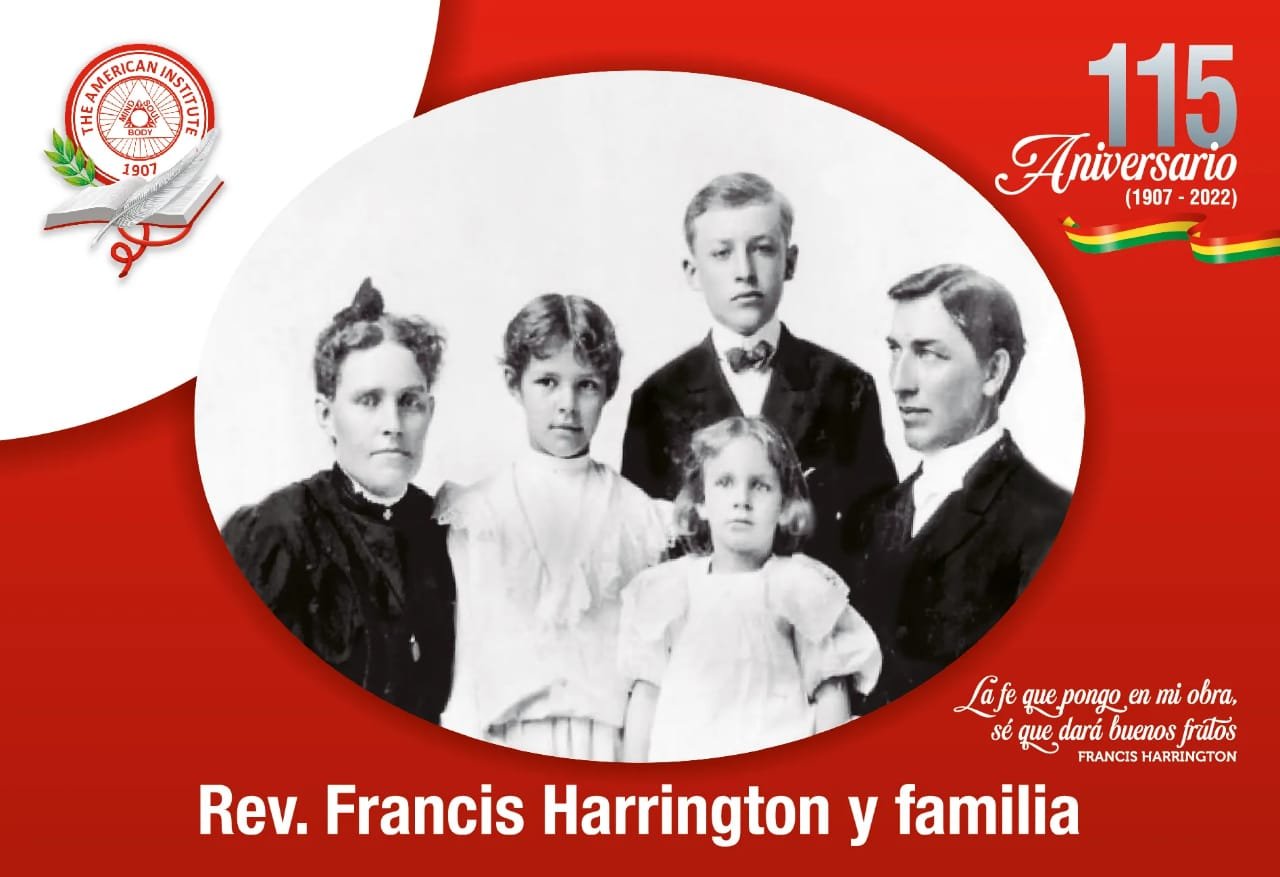 THE AMERICAN INSTITUTE
MIND SOUL
BODY
1907
115
Aniversario
(1907 - 2022)
La fe que pongo en mi obra,
sé que dará buenos frutos
FRANCIS HARRINGTON
Rev. Francis Harrington y familia